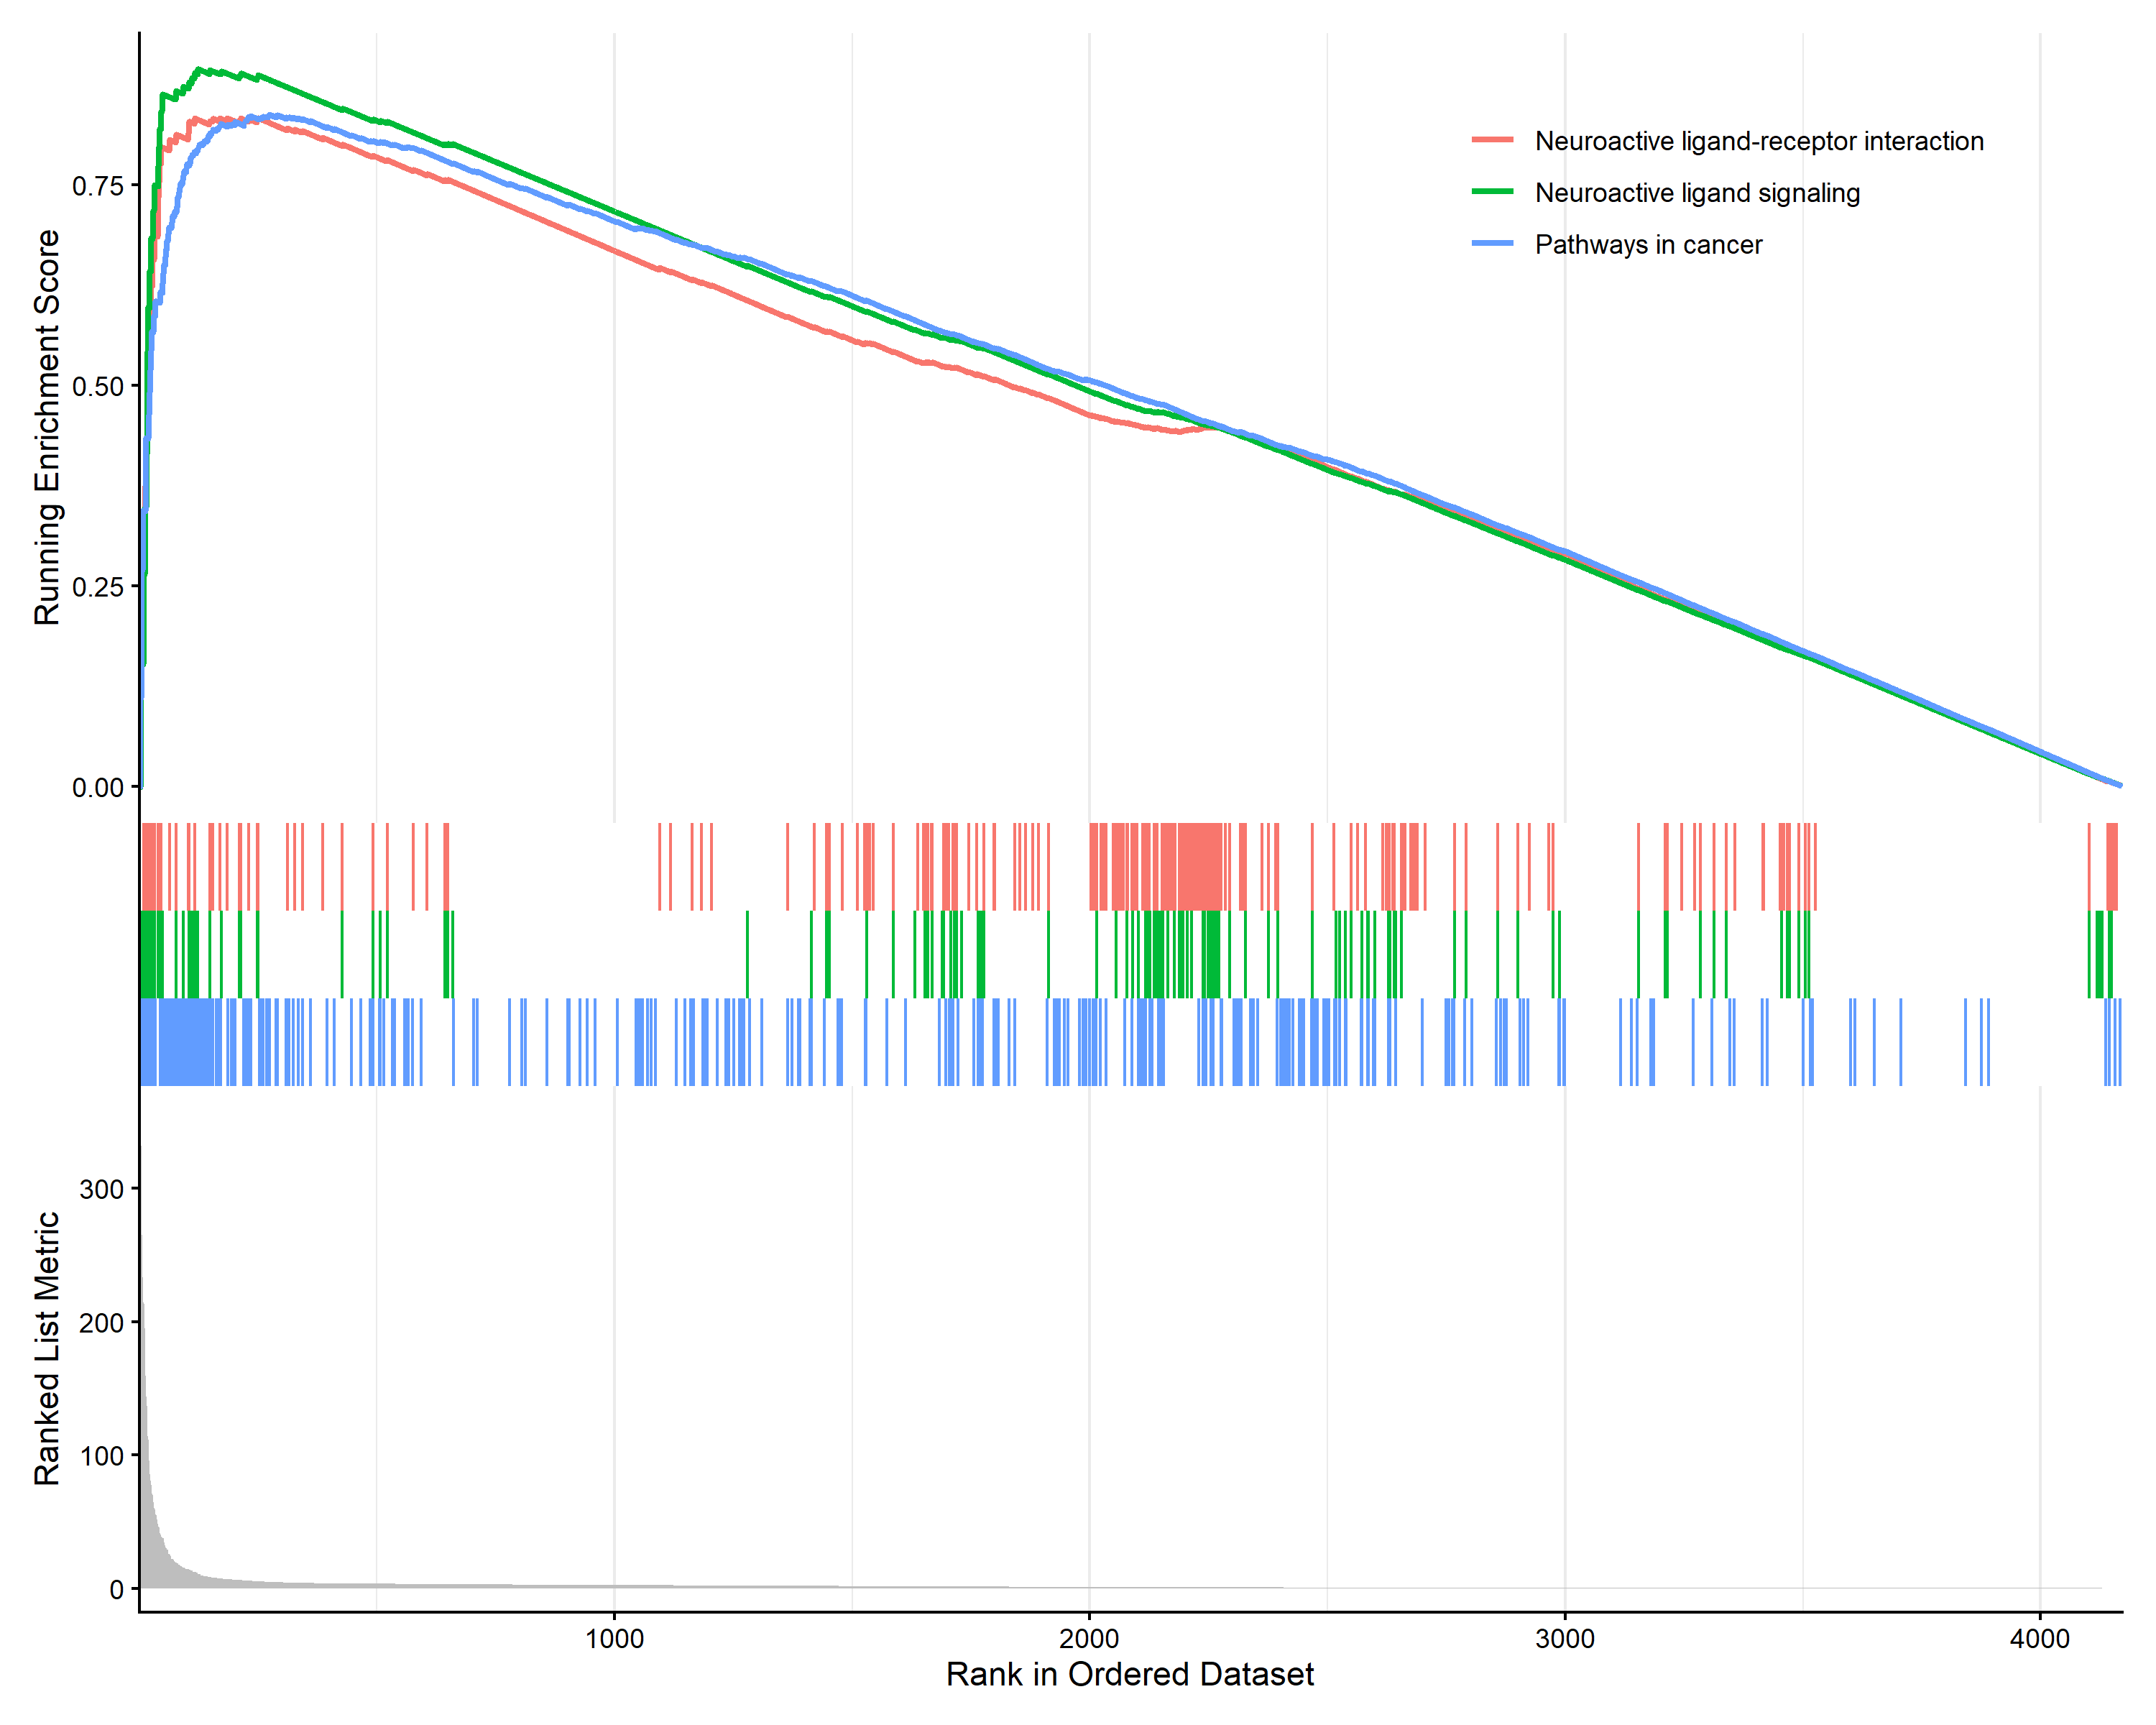 Running Enrichment Score
0.75
0.50
0.25
0.00
Neuroactive ligand-receptor interaction
Neuroactive ligand signaling
Pathways in cancer
Ranked List Metric
300
200
100
0
1000 2000 3000 4000
Rank in Ordered Dataset